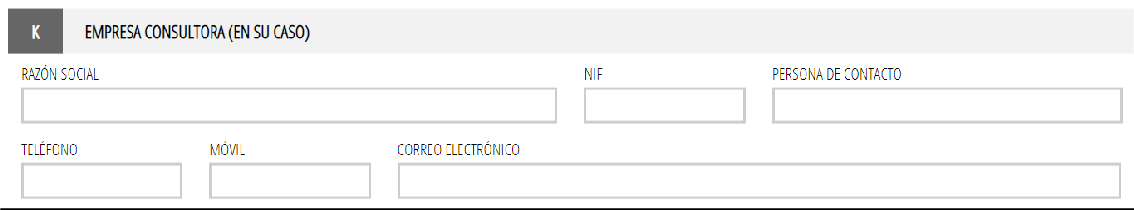 K EMPRESA CONSULTORA (EN SU CASO)
RAZÓN SOCIAL NIF PERSONA DE CONTACTO
TELÉFONO MÓVIL CORREO ELECTRÓNICO